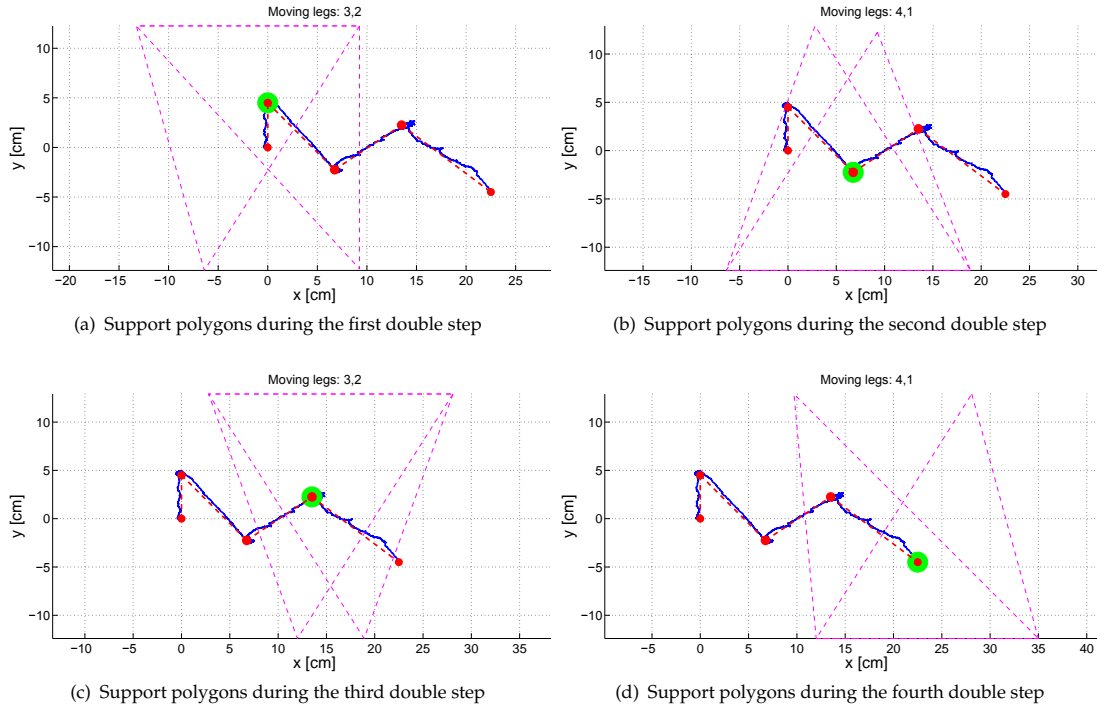 Moving legs: 3,2
10
5
0
−5
−10
y [cm]
−20 −15 −10 −5 0 5 10 15 20 25
x [cm]
(a) Support polygons during the first double step
Moving legs: 4,1
10
5
0
−5
−10
y [cm]
−15 −10 −5 0 5 10 15 20 25 30
x [cm]
(b) Support polygons during the second double step
Moving legs: 3,2
10
5
0
−5
−10
y [cm]
−10 −5 0 5 10 15 20 25 30 35
x [cm]
(c) Support polygons during the third double step
Moving legs: 4,1
10
5
0
−5
−10
y [cm]
−5 0 5 10 15 20 25 30 35 40
x [cm]
(d) Support polygons during the fourth double step